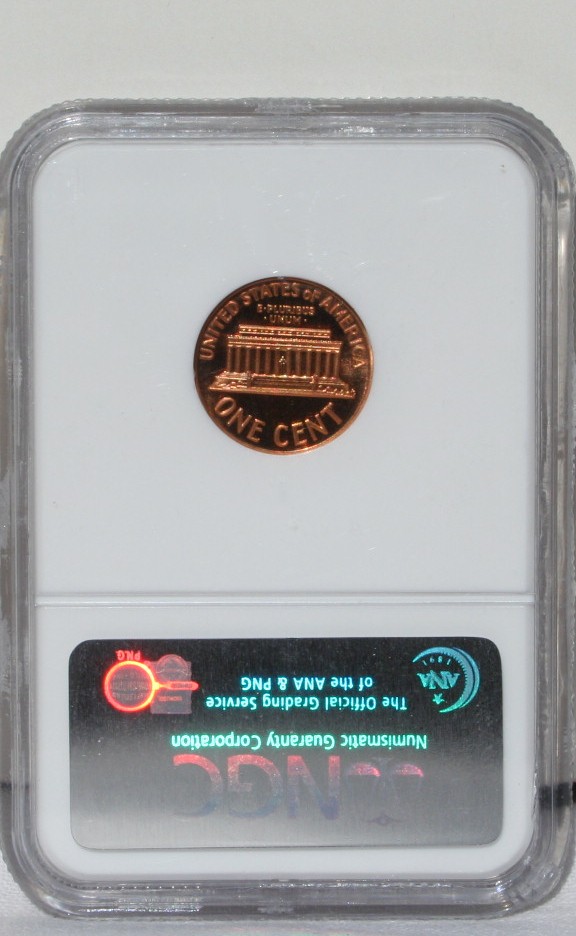 UNITED STATES OF AMERICA
E·PLURIBUS
·UNUM·
ONE CENT
NGC
Numismatic Guaranty Corporation
The Official Grading Service
of the ANA & PNG
ANA
1891
PNG